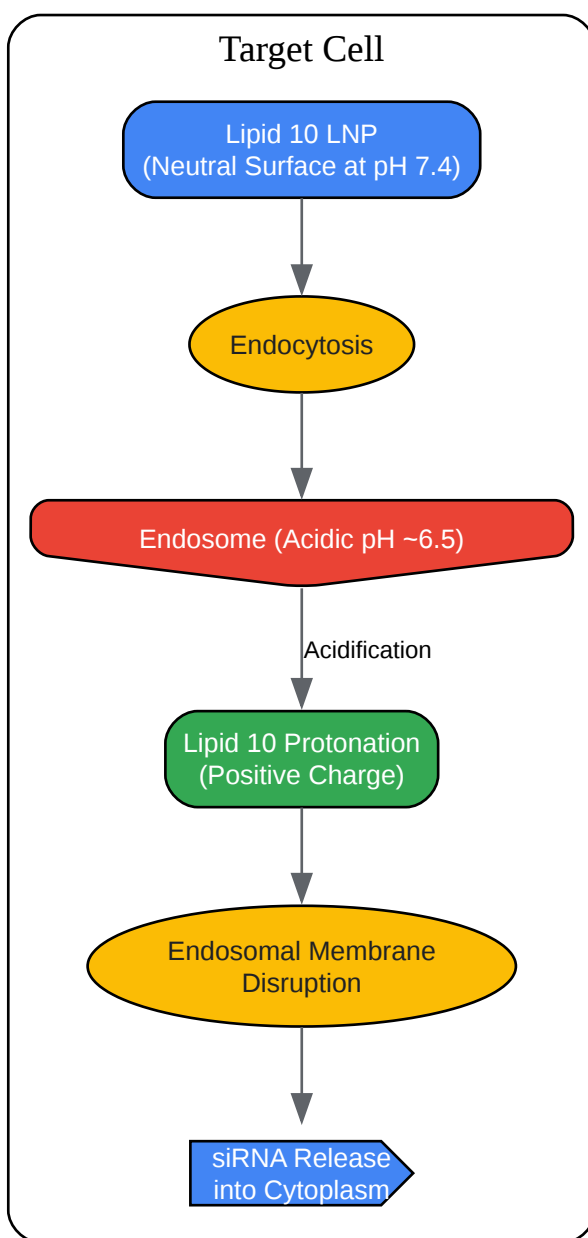 Target Cell
Lipid 10 LNP
(Neutral Surface at pH 7.4)
Endocytosis
Endosome (Acidic pH ~6.5)
Acidification
Lipid 10 Protonation
(Positive Charge)
Endosomal Membrane
Disruption
siRNA Release
into Cytoplasm